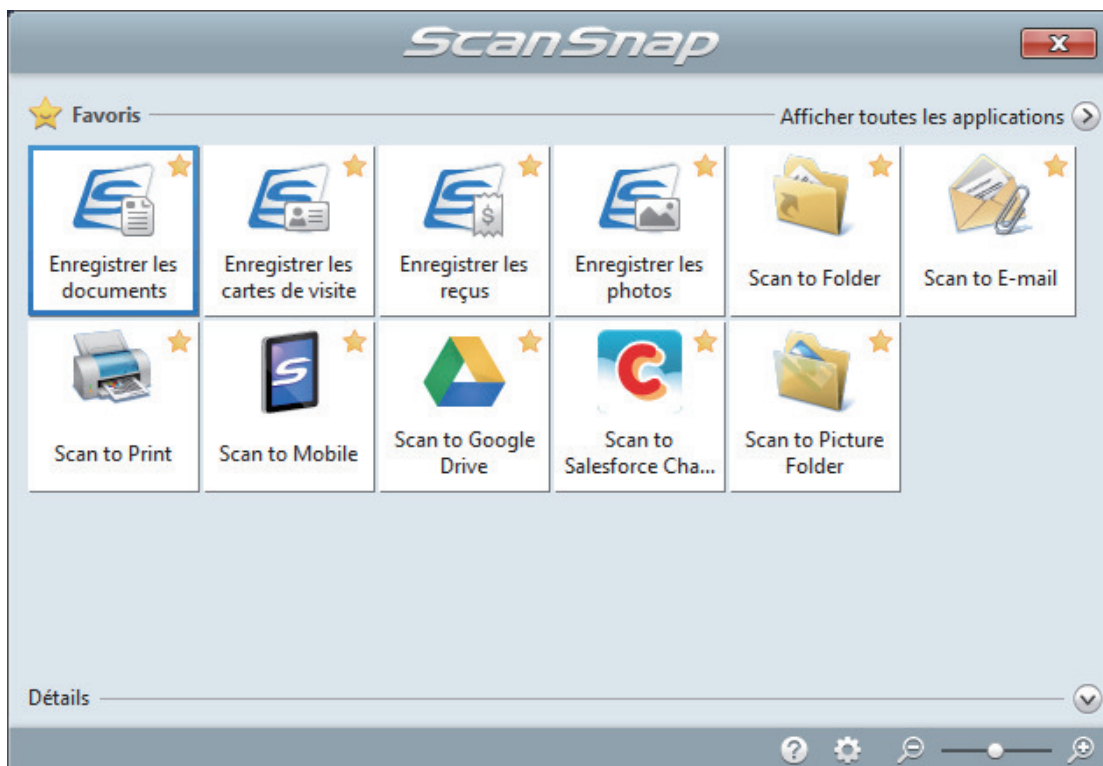 ScanSnap
Favoris
Afficher toutes les applications
Enregistrer les
documents
Enregistrer les
cartes de visite
Enregistrer les
reçus
Enregistrer les
photos
Scan to Folder
Scan to E-mail
Scan to Print
Scan to Mobile
Scan to Google
Drive
Scan to
Salesforce Cha...
Scan to Picture
Folder
Détails